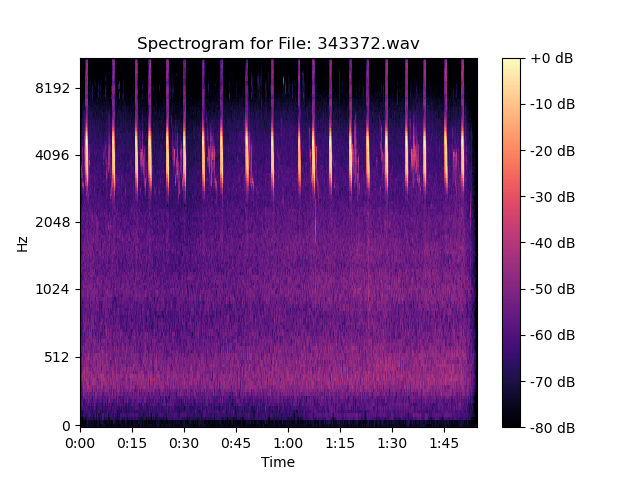 Spectrogram for File: 343372.wav
Hz
8192
4096
2048
1024
512
0
0:00 0:15 0:30 0:45 1:00 1:15 1:30 1:45
Time
+0 dB
-10 dB
-20 dB
-30 dB
-40 dB
-50 dB
-60 dB
-70 dB
-80 dB